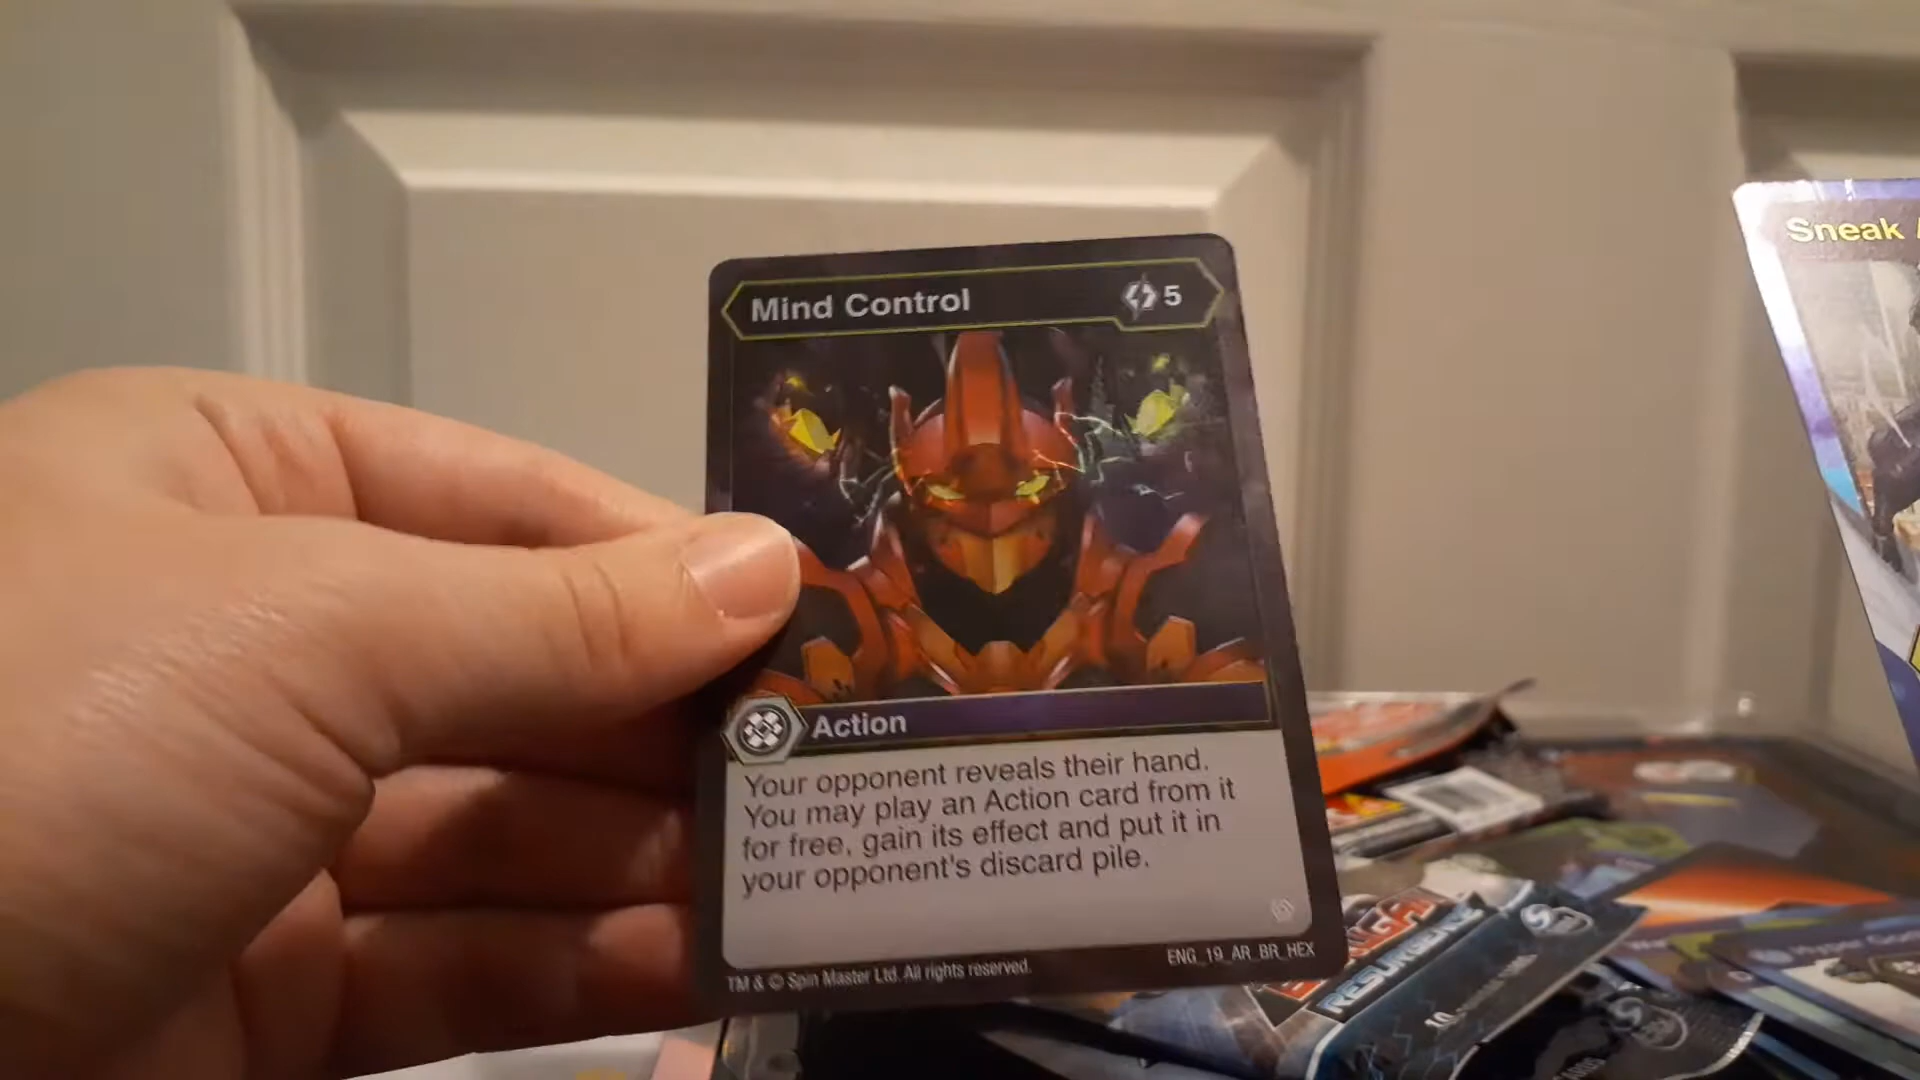 Mind Control
5
Sneak
Action
Your opponent reveals their hand.
You may play an Action card from it
for free, gain its effect and put it in
your opponent's discard pile.
TM & © Spin Master Ltd. All rights reserved.
ENG_19_AR_BR_HEX
RESURGENCE
Hyper